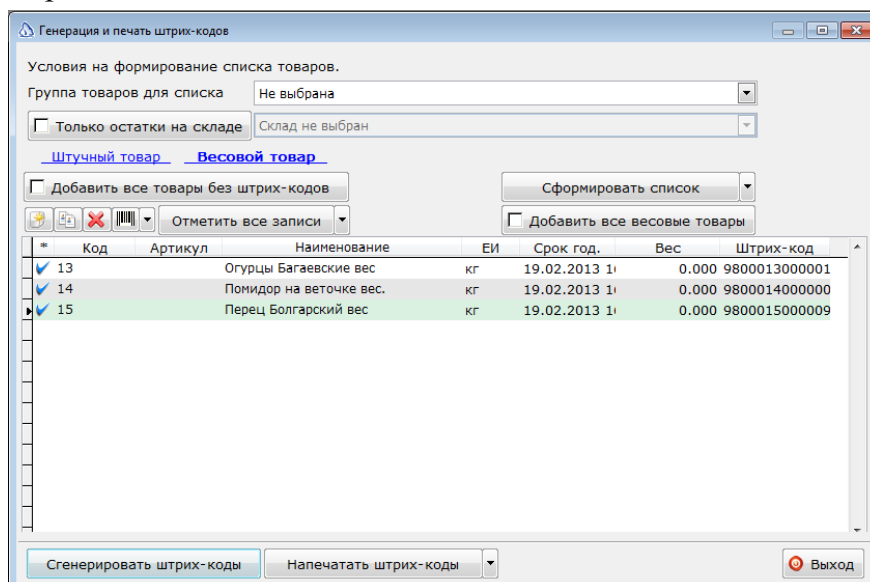 Генерация и печать штрих-кодов
Условия на формирование списка товаров.
Группа товаров для списка Не выбрана
Только остатки на складе Склад не выбран
Штучный товар Весовой товар
Добавить все товары без штрих-кодов Сформировать список
Отметить все записи Добавить все весовые товары
* Код Артикул Наименование ЕИ Срок год. Вес Штрих-код
13 Огурцы Багаевские вес кг 19.02.2013 1 0.000 9800013000001
14 Помидор на веточке вес. кг 19.02.2013 1 0.000 9800014000000
15 Перец Болгарский вес кг 19.02.2013 1 0.000 9800015000009
Сгенерировать штрих-коды Напечатать штрих-коды Выход